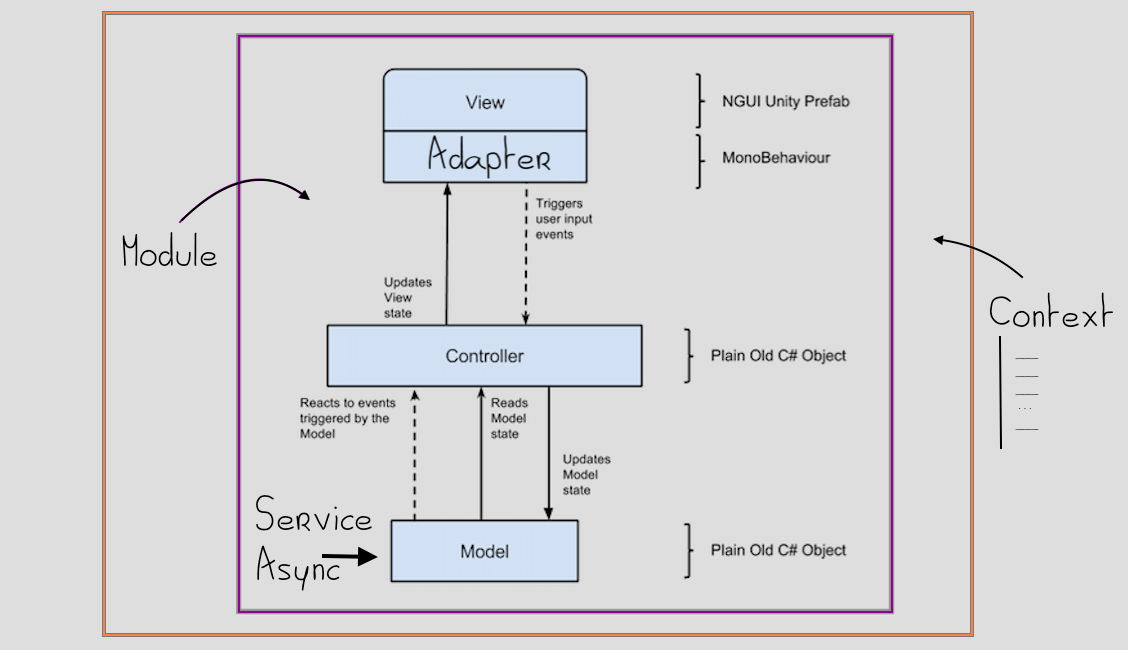 View
NGUI Unity Prefab
Adapter
MonoBehaviour
Triggers
user input
events
Module
Updates
View
state
Context
...
Controller
Plain Old C# Object
Reacts to events
triggered by the
Model
Reads
Model
state
Updates
Model
state
Service
Async
Model
Plain Old C# Object